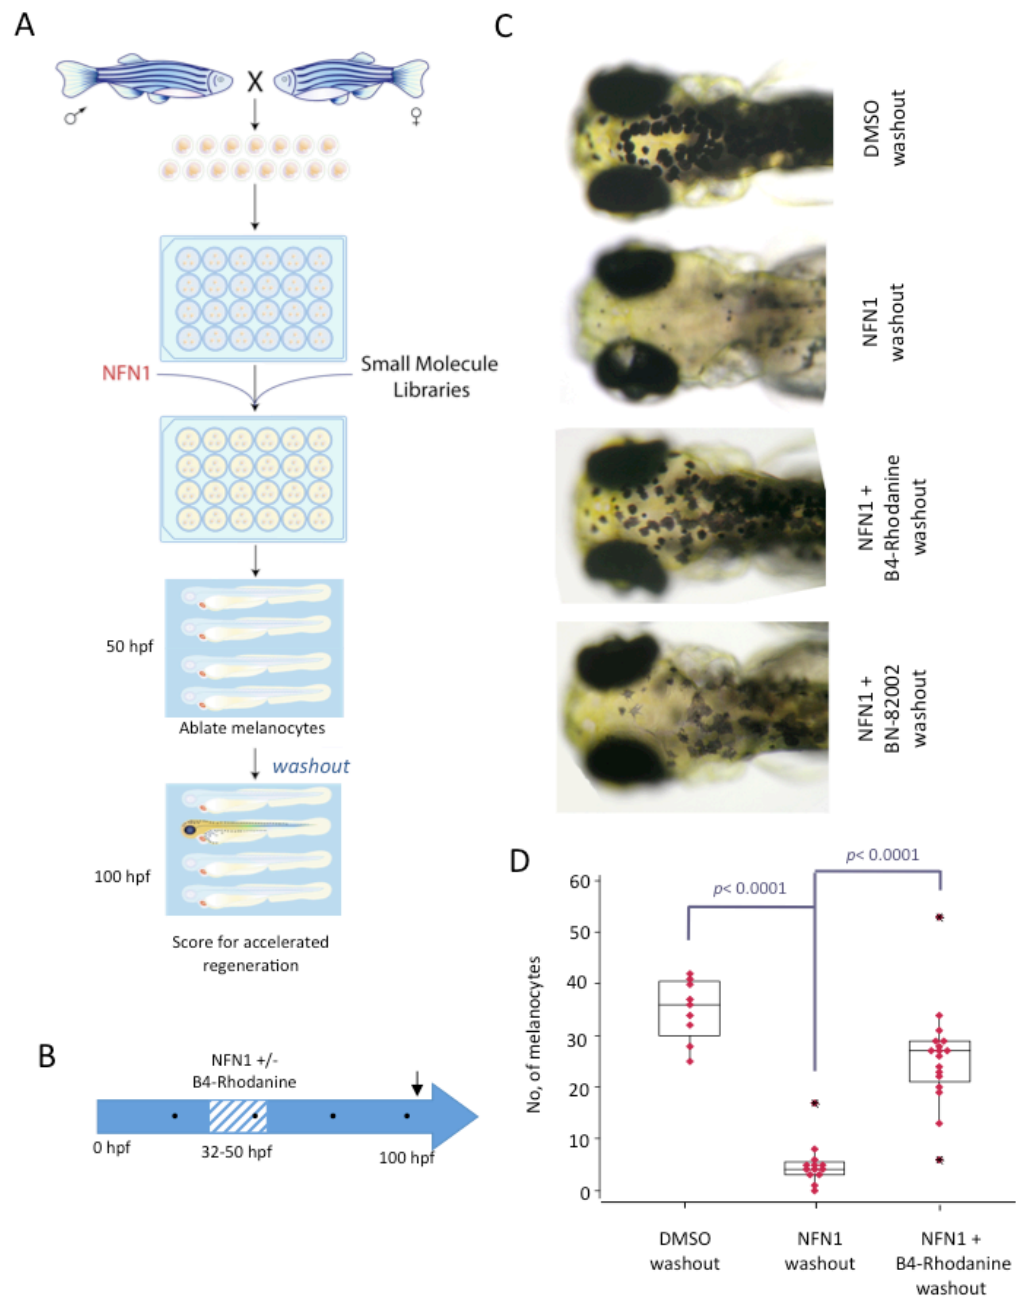 A
X
♂
♀
NFN1
Small Molecule
Libraries
50 hpf
Ablate melanocytes
washout
100 hpf
Score for accelerated
regeneration
B
NFN1 +/-
B4-Rhodanine
0 hpf
32-50 hpf
100 hpf
C
DMSO
washout
NFN1
washout
NFN1 +
B4-Rhodanine
washout
NFN1 +
BN-82002
washout
D
p< 0.0001
p< 0.0001
No, of melanocytes
60
50
40
30
20
10
0
DMSO
washout
NFN1
washout
NFN1 +
B4-Rhodanine
washout